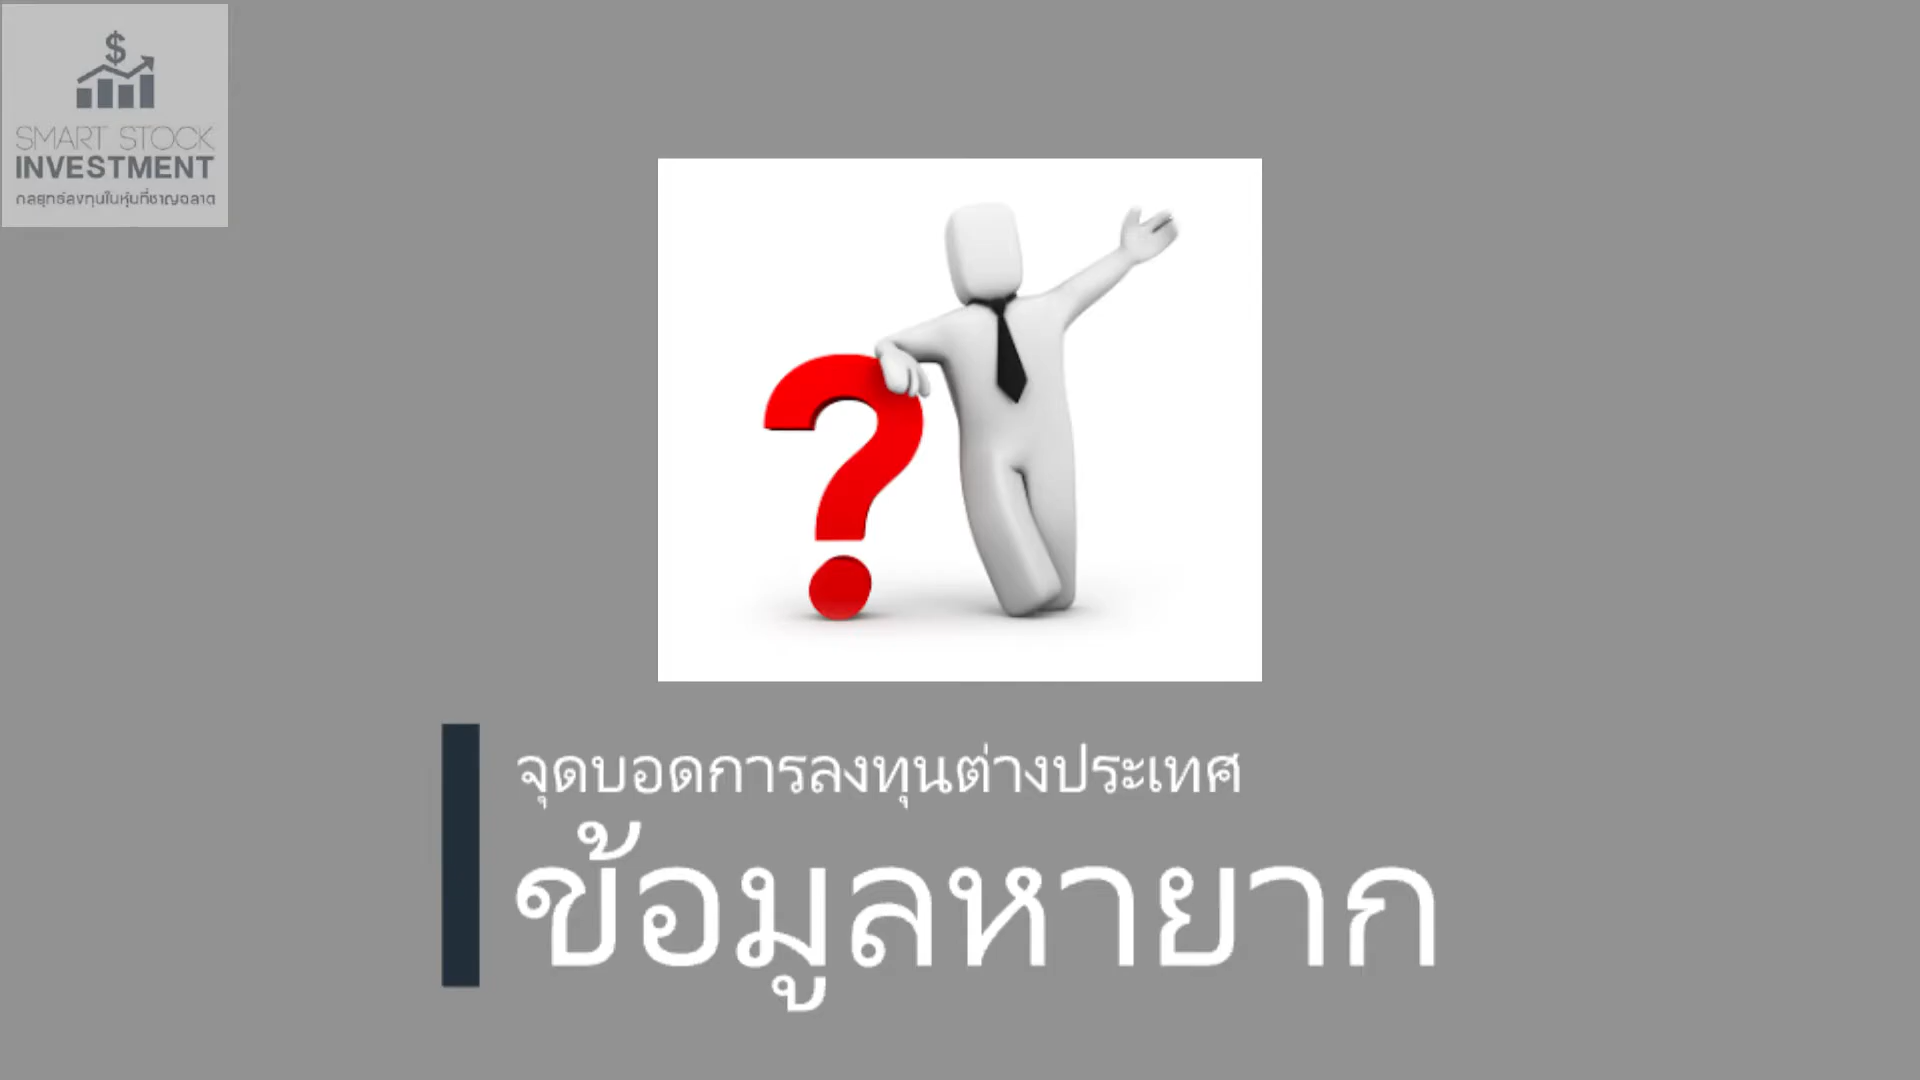 $
SMART STOCK
INVESTMENT
กลยุทธ์ลงทุนในหุ้นที่ชาญฉลาด
?
จุดบอดการลงทุนต่างประเทศ
ข้อมูลหายาก